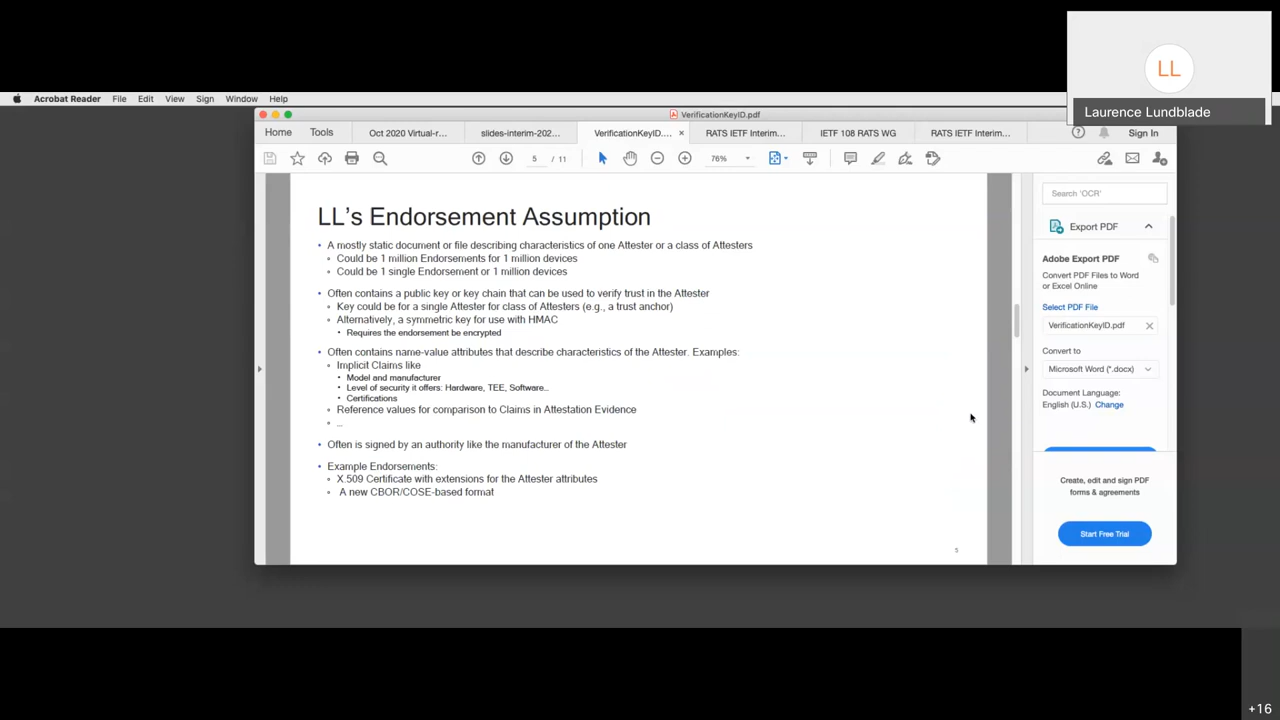 LL
Laurence Lundblade
Acrobat Reader File Edit View Sign Window Help
VerificationKeyID.pdf
Home Tools Oct 2020 Virtual-r... slides-interim-202... VerificationKeyID.... × RATS IETF Interim... IETF 108 RATS WG RATS IETF Interim... Sign In
5 / 11 76%
LL's Endorsement Assumption
• A mostly static document or file describing characteristics of one Attester or a class of Attesters
Could be 1 million Endorsements for 1 million devices
Could be 1 single Endorsement or 1 million devices
• Often contains a public key or key chain that can be used to verify trust in the Attester
Key could be for a single Attester for class of Attesters (e.g., a trust anchor)
Alternatively, a symmetric key for use with HMAC
• Requires the endorsement be encrypted
• Often contains name-value attributes that describe characteristics of the Attester. Examples:
Implicit Claims like
• Model and manufacturer
• Level of security it offers: Hardware, TEE, Software...
• Certifications
Reference values for comparison to Claims in Attestation Evidence
...
• Often is signed by an authority like the manufacturer of the Attester
• Example Endorsements:
X.509 Certificate with extensions for the Attester attributes
A new CBOR/COSE-based format
5
Search 'OCR'
Export PDF
Adobe Export PDF
Convert PDF Files to Word
or Excel Online
Select PDF File
VerificationKeyID.pdf ×
Convert to
Microsoft Word (*.docx)
Document Language:
English (U.S.) Change
Create, edit and sign PDF
forms & agreements
Start Free Trial
+16